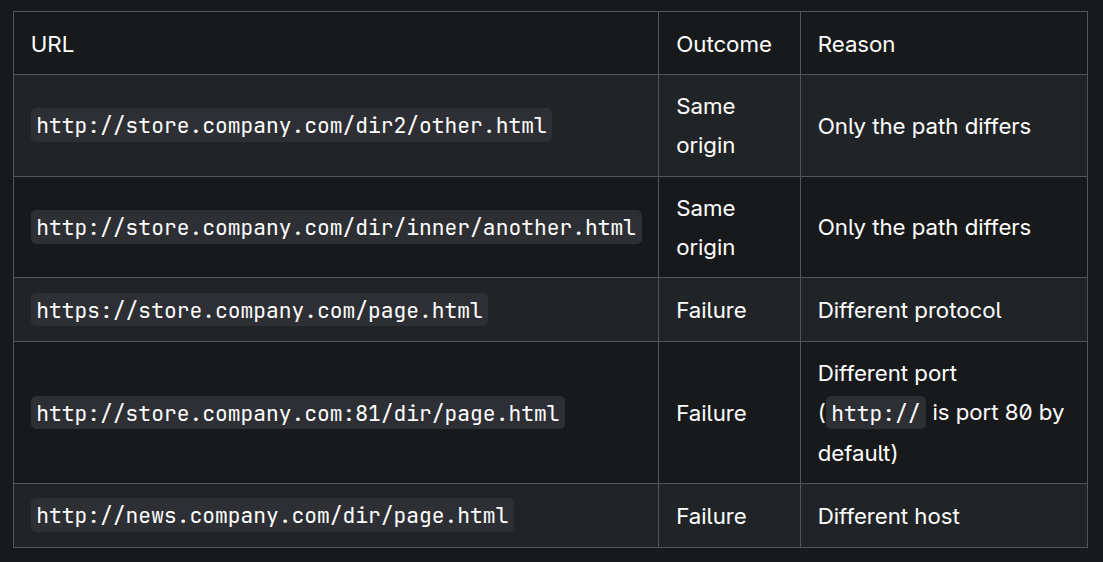 URL Outcome Reason
http://store.company.com/dir2/other.html Same origin Only the path differs
http://store.company.com/dir/inner/another.html Same origin Only the path differs
https://store.company.com/page.html Failure Different protocol
http://store.company.com:81/dir/page.html Failure Different port (http:// is port 80 by default)
http://news.company.com/dir/page.html Failure Different host